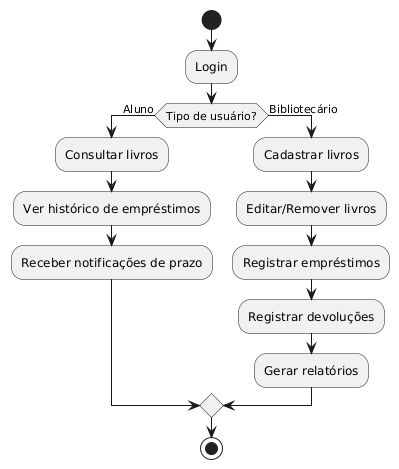 Login
Aluno
Tipo de usuário?
Bibliotecário
Consultar livros
Cadastrar livros
Ver histórico de empréstimos
Editar/Remover livros
Receber notificações de prazo
Registrar empréstimos
Registrar devoluções
Gerar relatórios